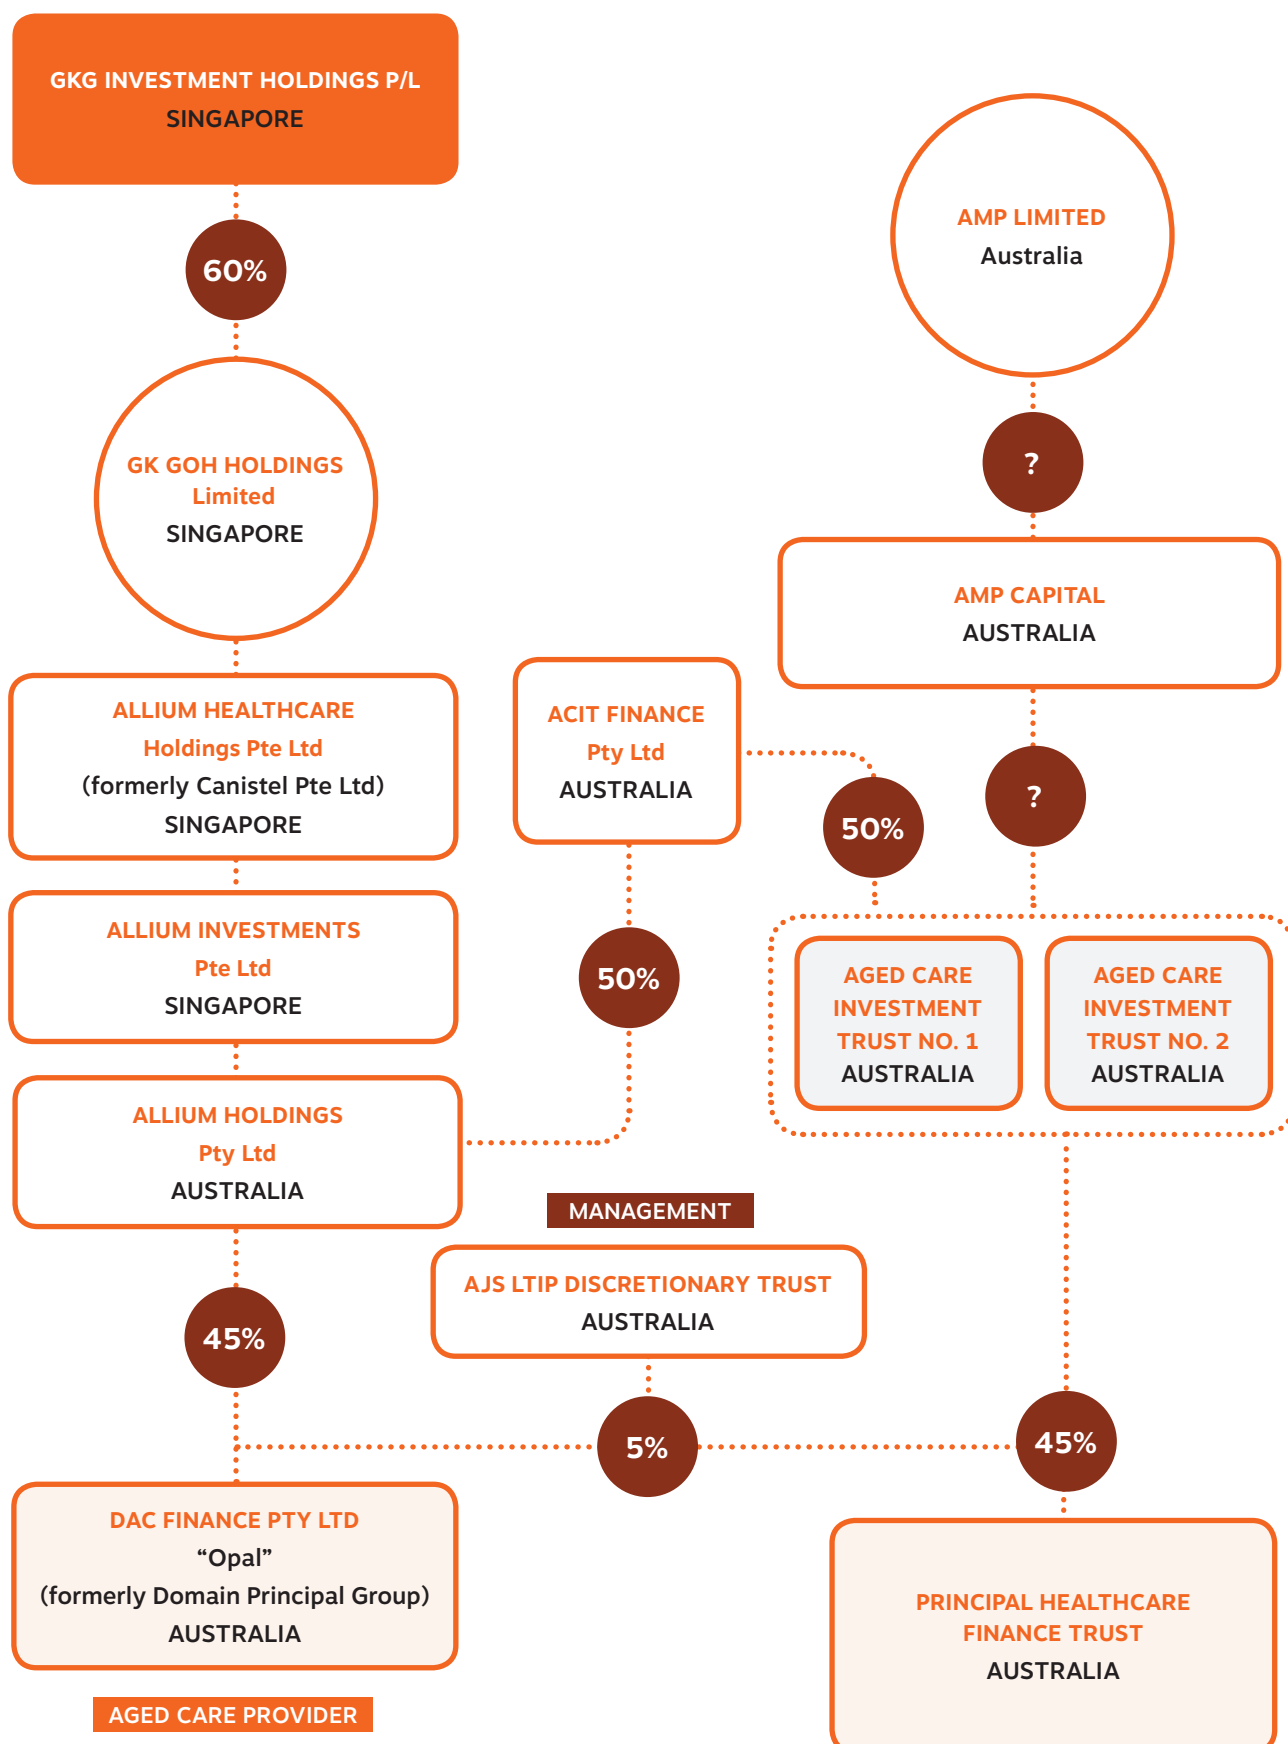 GKG INVESTMENT HOLDINGS P/L
SINGAPORE
60%
GK GOH HOLDINGS
Limited
SINGAPORE
ALLIUM HEALTHCARE
Holdings Pte Ltd
(formerly Canistel Pte Ltd)
SINGAPORE
ALLIUM INVESTMENTS
Pte Ltd
SINGAPORE
ALLIUM HOLDINGS
Pty Ltd
AUSTRALIA
45%
DAC FINANCE PTY LTD
“Opal”
(formerly Domain Principal Group)
AUSTRALIA
AGED CARE PROVIDER
ACIT FINANCE
Pty Ltd
AUSTRALIA
50%
50%
MANAGEMENT
AJS LTIP DISCRETIONARY TRUST
AUSTRALIA
5%
AMP LIMITED
Australia
?
AMP CAPITAL
AUSTRALIA
?
AGED CARE
INVESTMENT
TRUST NO. 1
AUSTRALIA
AGED CARE
INVESTMENT
TRUST NO. 2
AUSTRALIA
45%
PRINCIPAL HEALTHCARE
FINANCE TRUST
AUSTRALIA